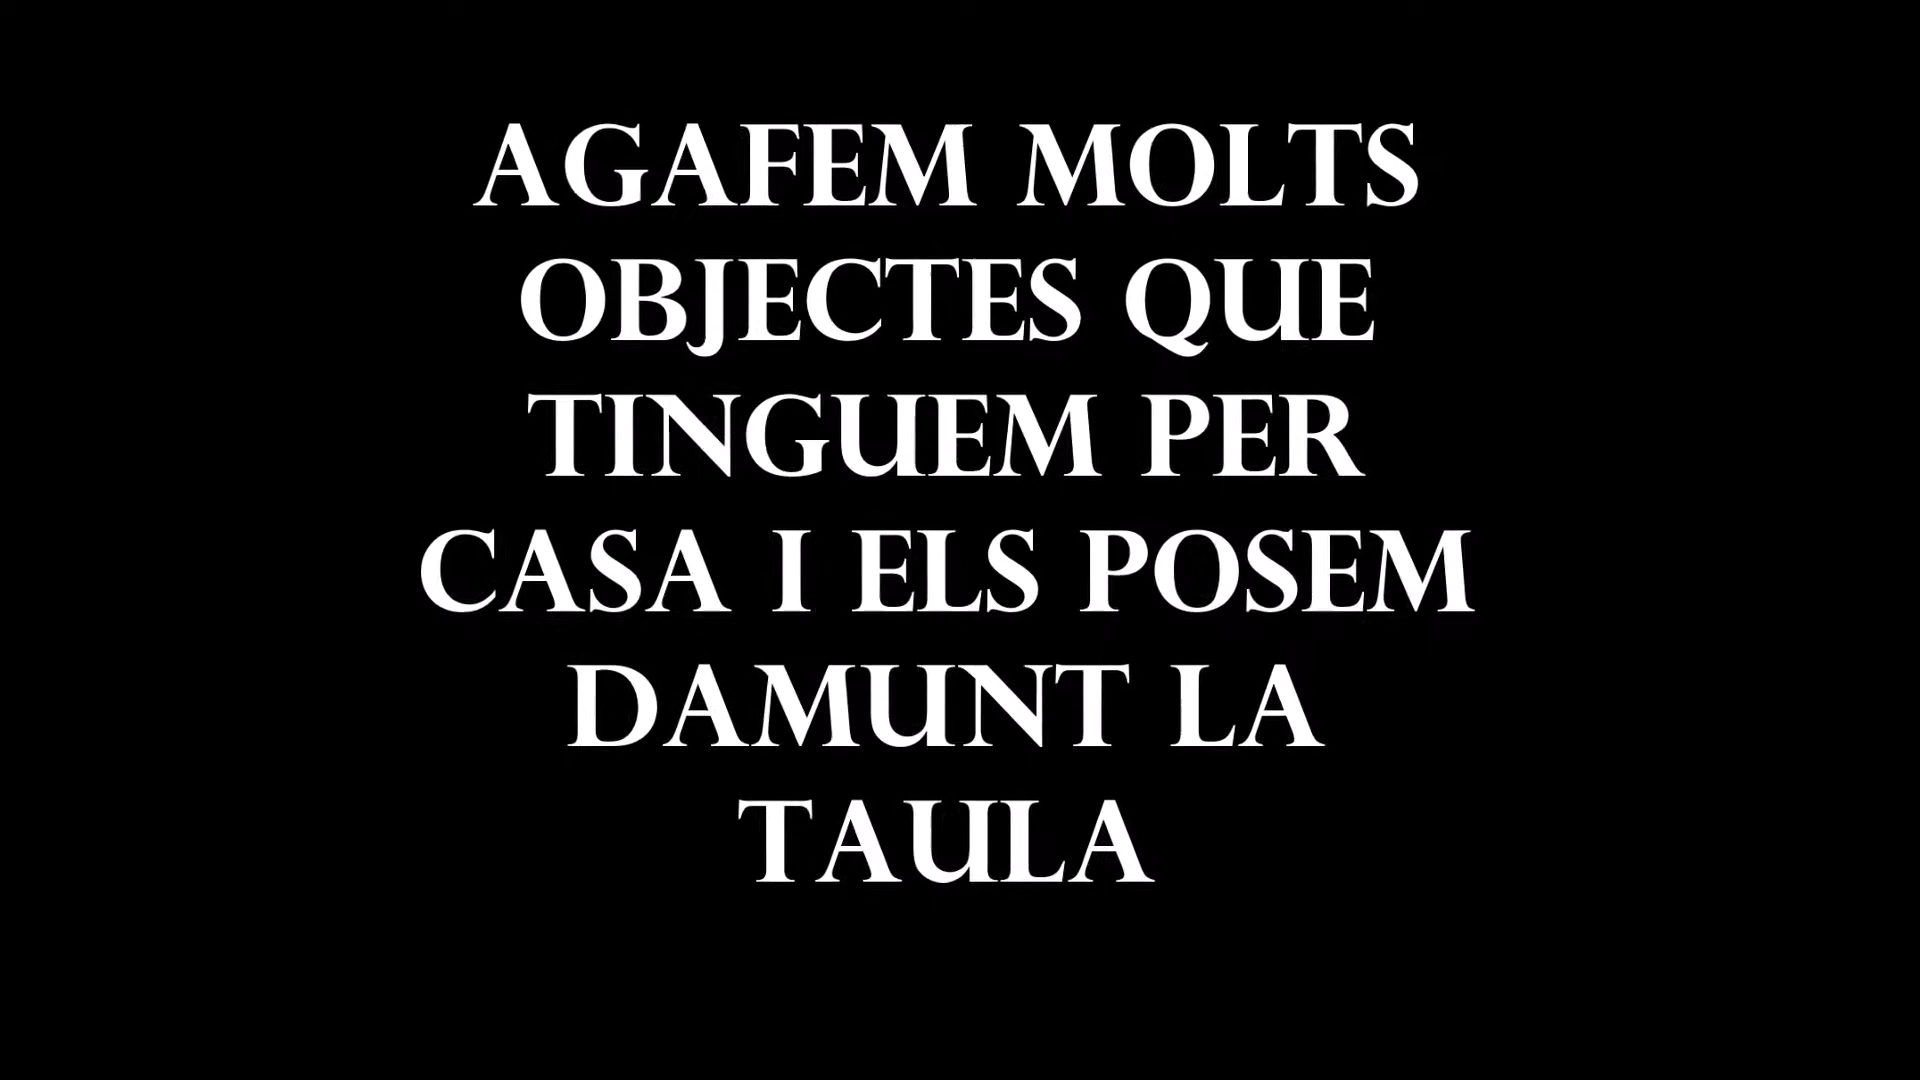 AGAFEM MOLTS
OBJECTES QUE
TINGUEM PER
CASA I ELS POSEM
DAMUNT LA
TAULA